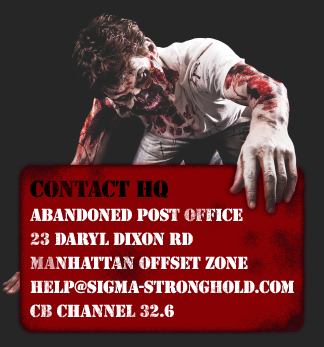 CONTACT HQ
ABANDONED POST OFFICE
23 DARYL DIXON RD
MANHATTAN OFFSET ZONE
HELP@SIGMA-STRONGHOLD.COM
CB CHANNEL 32.6